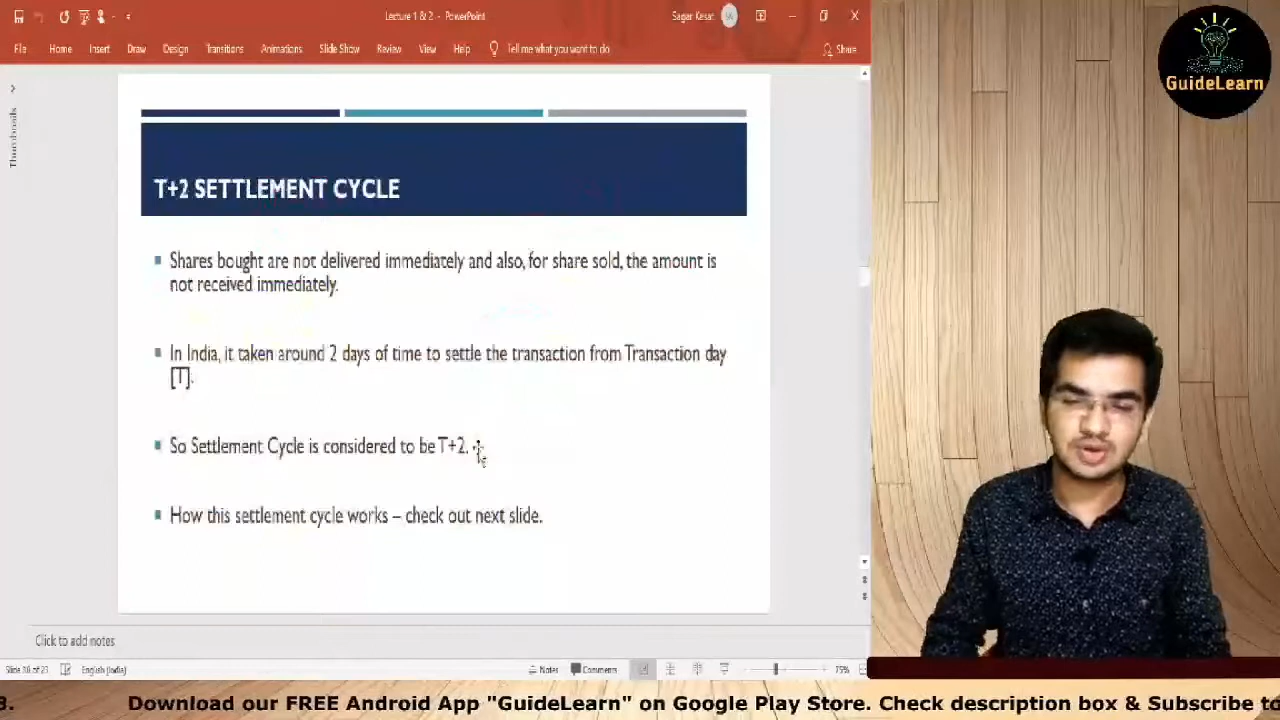 Lecture 1 & 2 - PowerPoint
Sagar Kesar
File Home Insert Draw Design Transitions Animations Slide Show Review View Help Tell me what you want to do Share
GuideLearn
Thumbnails
T+2 SETTLEMENT CYCLE
Shares bought are not delivered immediately and also, for share sold, the amount is
not received immediately.
In India, it taken around 2 days of time to settle the transaction from Transaction day
[T].
So Settlement Cycle is considered to be T+2.
How this settlement cycle works – check out next slide.
Click to add notes
English (India) Notes Comments 75%
Download our FREE Android App "GuideLearn" on Google Play Store. Check description box & Subscribe to